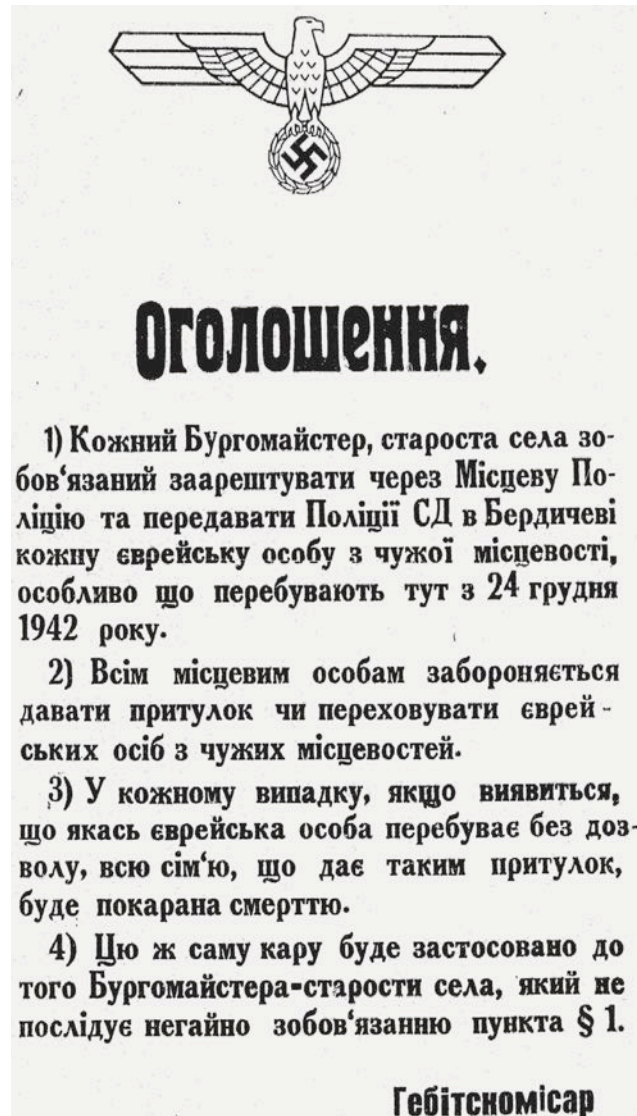 Оголошення.
1) Кожний Бургомайстер, староста села зо-
бов‘язаний заарештувати через Місцеву По-
ліцію та передавати Поліції СД в Бердичеві
кожну єврейську особу з чужої місцевості,
особливо що перебувають тут з 24 грудня
1942 року.
2) Всім місцевим особам забороняється
давати притулок чи переховувати єврей-
ських осіб з чужих місцевостей.
3) У кожному випадку, якщо виявиться,
що якась єврейська особа перебуває без доз-
волу, всю сім‘ю, що дає таким притулок,
буде покарана смерттю.
4) Цю ж саму кару буде застосовано до
того Бургомайстера-старости села, який не
послідує негайно зобов‘язанню пункта § 1.
Гебітскомісар